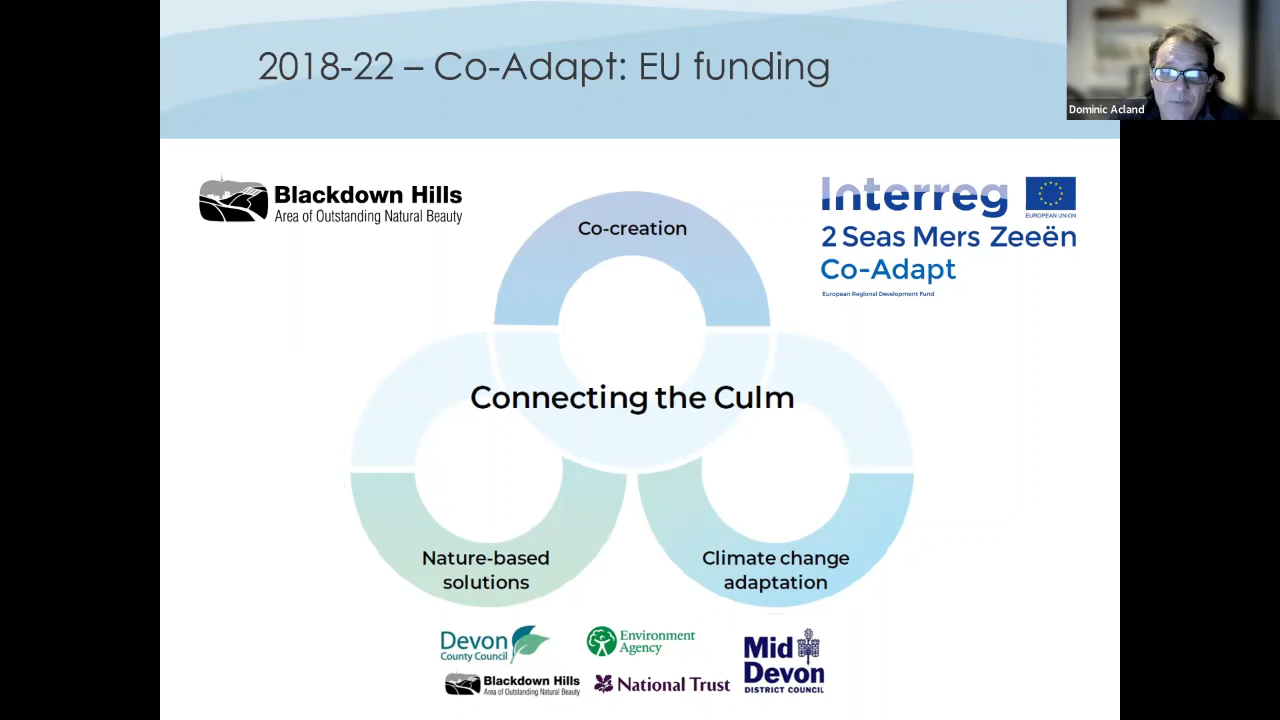 2018-22 – Co-Adapt: EU funding
Dominic Acland
Blackdown Hills
Area of Outstanding Natural Beauty
Interreg
EUROPEAN UNION
2 Seas Mers Zeeën
Co-Adapt
European Regional Development Fund
Co-creation
Connecting the Culm
Nature-based
solutions
Climate change
adaptation
Devon
County Council
Environment
Agency
Mid
Devon
DISTRICT COUNCIL
Blackdown Hills
Area of Outstanding Natural Beauty
National Trust